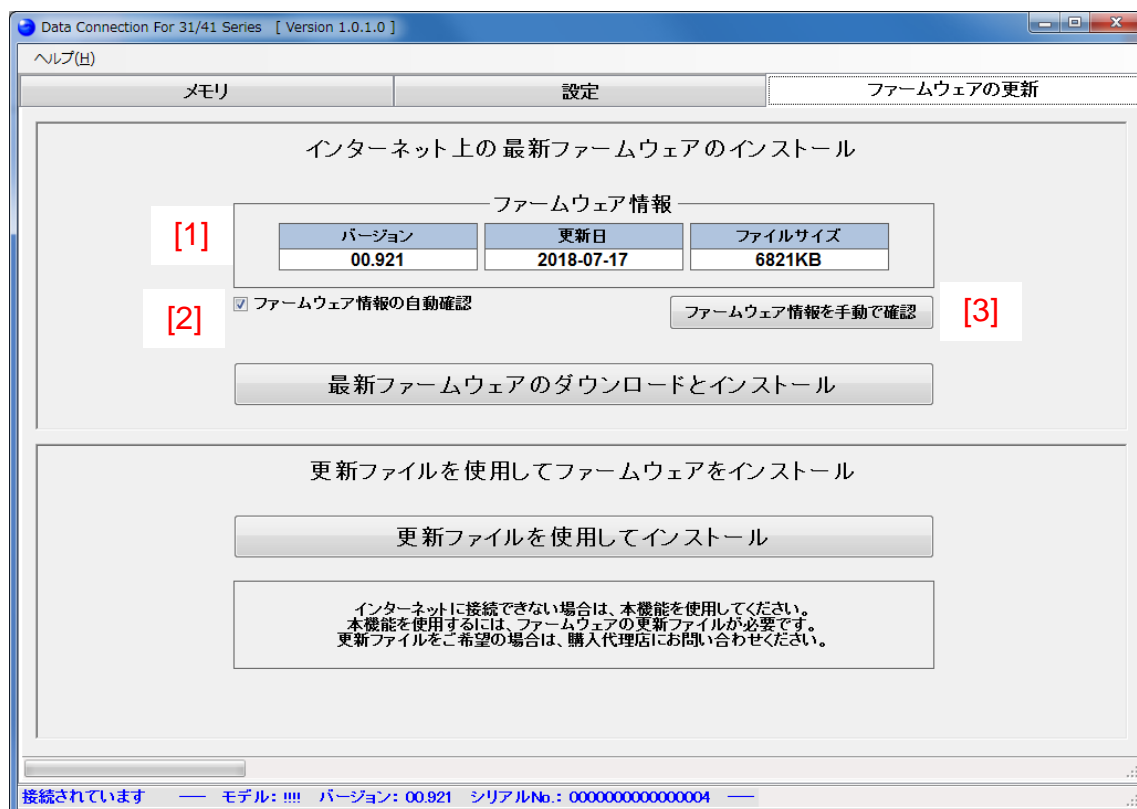 Data Connection For 31/41 Series [ Version 1.0.1.0 ]
ヘルプ(H)
メモリ 設定 ファームウェアの更新
インターネット上の最新ファームウェアのインストール
ファームウェア情報
[1]
バージョン 更新日 ファイルサイズ
00.921 2018-07-17 6821KB
[2] ファームウェア情報の自動確認 ファームウェア情報を手動で確認 [3]
最新ファームウェアのダウンロードとインストール
更新ファイルを使用してファームウェアをインストール
更新ファイルを使用してインストール
インターネットに接続できない場合は、本機能を使用してください。
本機能を使用するには、ファームウェアの更新ファイルが必要です。
更新ファイルをご希望の場合は、購入代理店にお問い合わせください。
接続されています ── モデル: !!!! バージョン: 00.921 シリアルNo.: 0000000000000004 ──